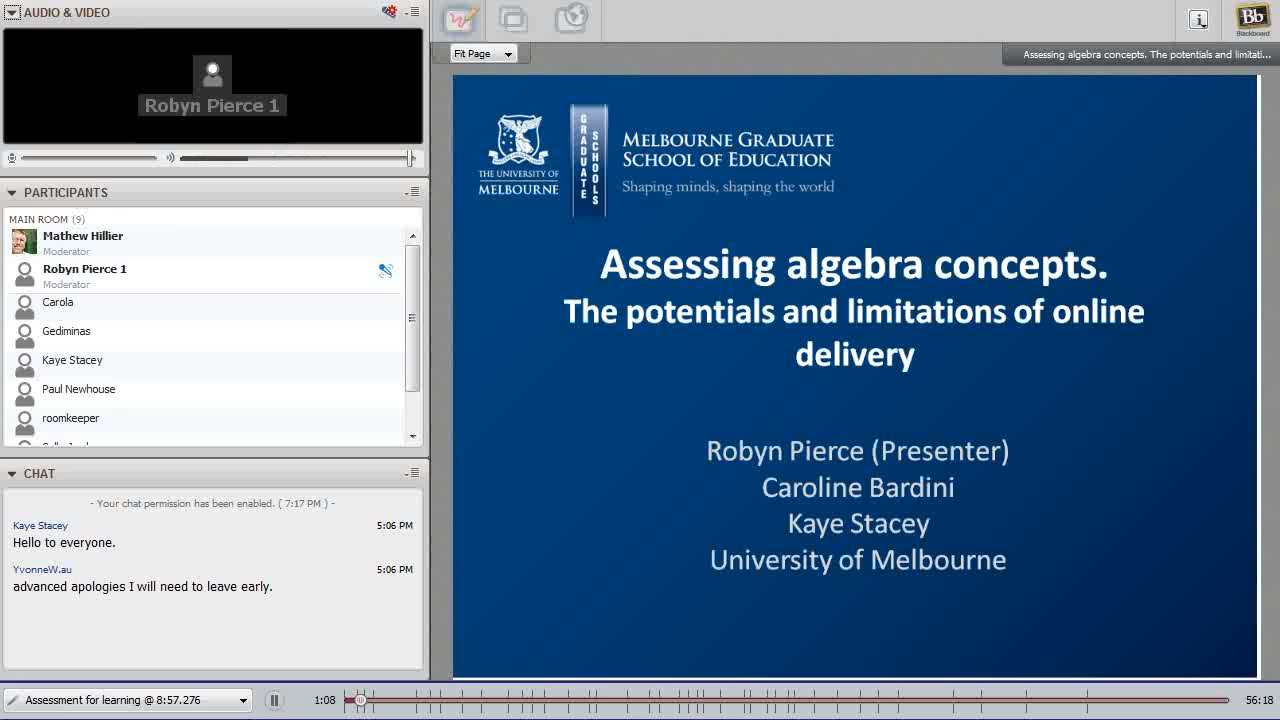 AUDIO & VIDEO
Robyn Pierce 1
PARTICIPANTS
MAIN ROOM (9)
Mathew Hillier
Moderator
Robyn Pierce 1
Moderator
Carola
Gediminas
Kaye Stacey
Paul Newhouse
roomkeeper
CHAT
- Your chat permission has been enabled. ( 7:17 PM ) -
Kaye Stacey 5:06 PM
Hello to everyone.
YvonneW.au 5:06 PM
advanced apologies I will need to leave early.
Assessment for learning @ 8:57.276
1:08
56:18
Fit Page
Bb
Blackboard
Assessing algebra concepts. The potentials and limitati...
THE UNIVERSITY OF
MELBOURNE
GRADUATE
SCHOOLS
MELBOURNE GRADUATE
SCHOOL OF EDUCATION
Shaping minds, shaping the world
Assessing algebra concepts.
The potentials and limitations of online
delivery
Robyn Pierce (Presenter)
Caroline Bardini
Kaye Stacey
University of Melbourne